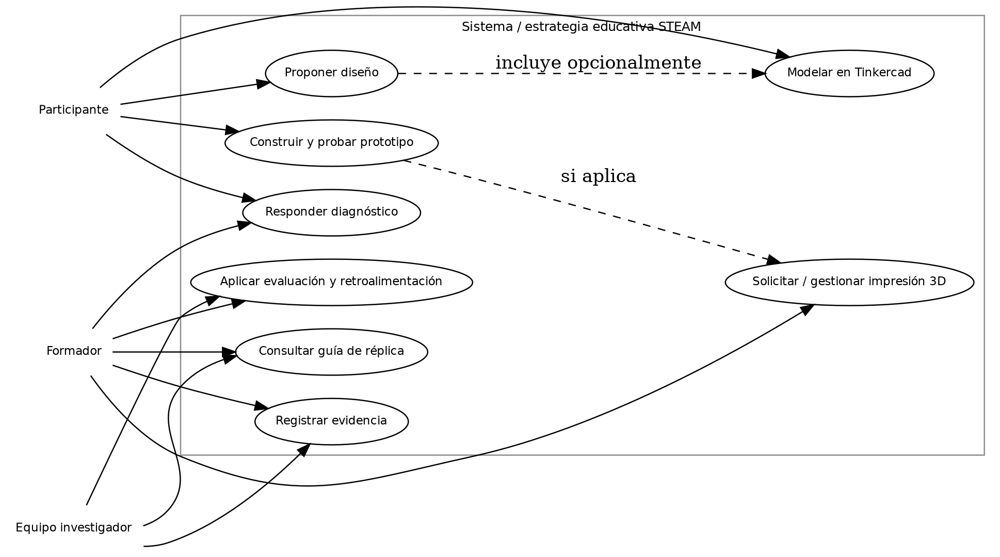 Sistema / estrategia educativa STEAM
Proponer diseño
incluye opcionalmente
Modelar en Tinkercad
Participante
Construir y probar prototipo
si aplica
Responder diagnóstico
Aplicar evaluación y retroalimentación
Solicitar / gestionar impresión 3D
Formador
Consultar guía de réplica
Registrar evidencia
Equipo investigador